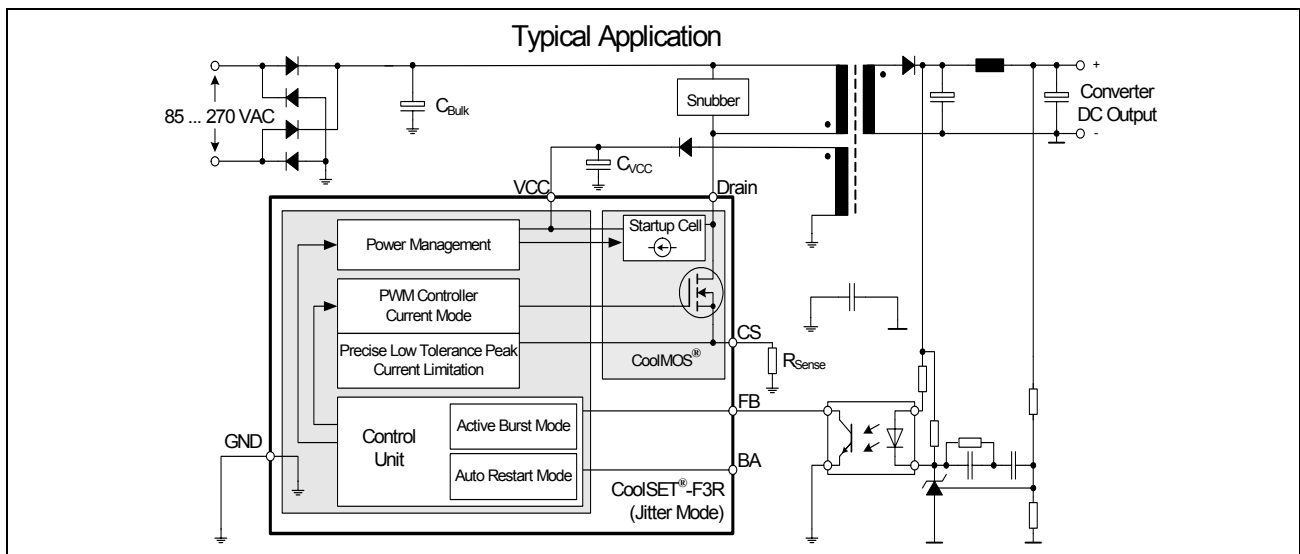 Typical Application
+
Snubber
Converter
DC Output
85 ... 270 VAC
CBulk
-
CVCC
VCC
Drain
Startup Cell
Power Management
PWM Controller
Current Mode
CS
Precise Low Tolerance Peak
Current Limitation
CoolMOS®
RSense
FB
Active Burst Mode
GND
Control
Unit
BA
Auto Restart Mode
CoolSET®-F3R
(Jitter Mode)